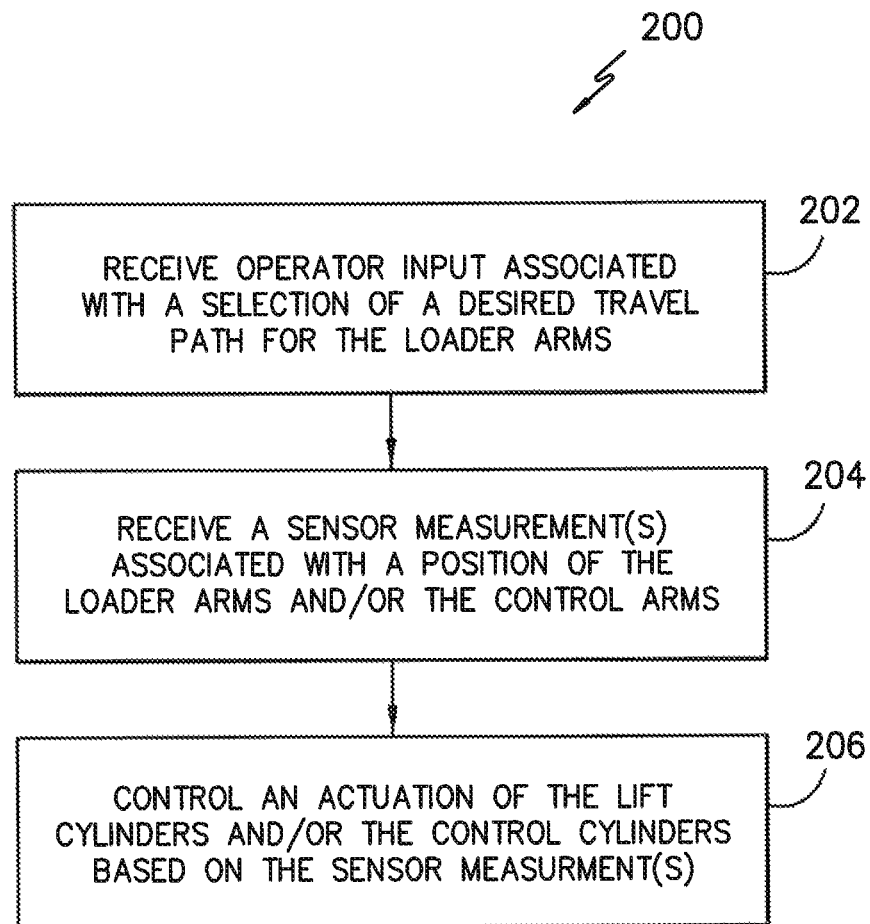 200
202
RECEIVE OPERATOR INPUT ASSOCIATED
WITH A SELECTION OF A DESIRED TRAVEL
PATH FOR THE LOADER ARMS
204
RECEIVE A SENSOR MEASUREMENT(S)
ASSOCIATED WITH A POSITION OF THE
LOADER ARMS AND/OR THE CONTROL ARMS
206
CONTROL AN ACTUATION OF THE LIFT
CYLINDERS AND/OR THE CONTROL CYLINDERS
BASED ON THE SENSOR MEASURMENT(S)